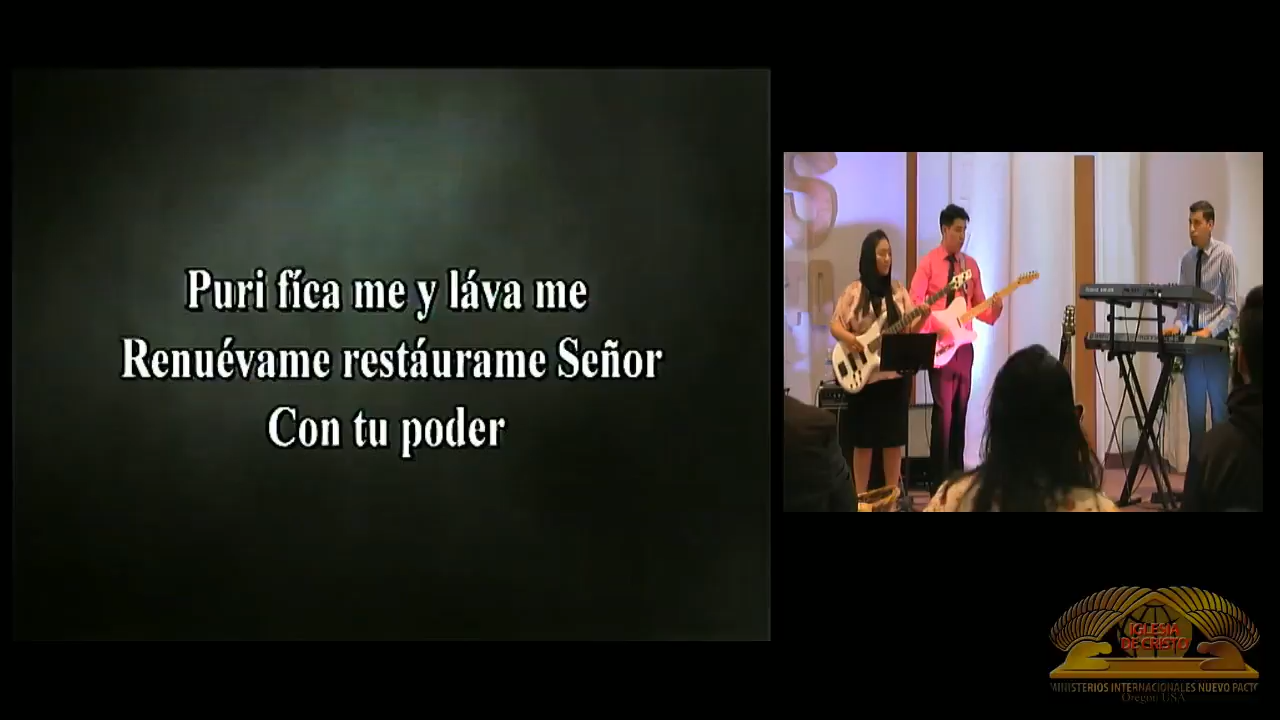 Puri fíca me y láva me
Renuévame restáurame Señor
Con tu poder
IGLESIA
DE CRISTO
MINISTERIOS INTERNACIONALES NUEVO PACTO
Oregon USA